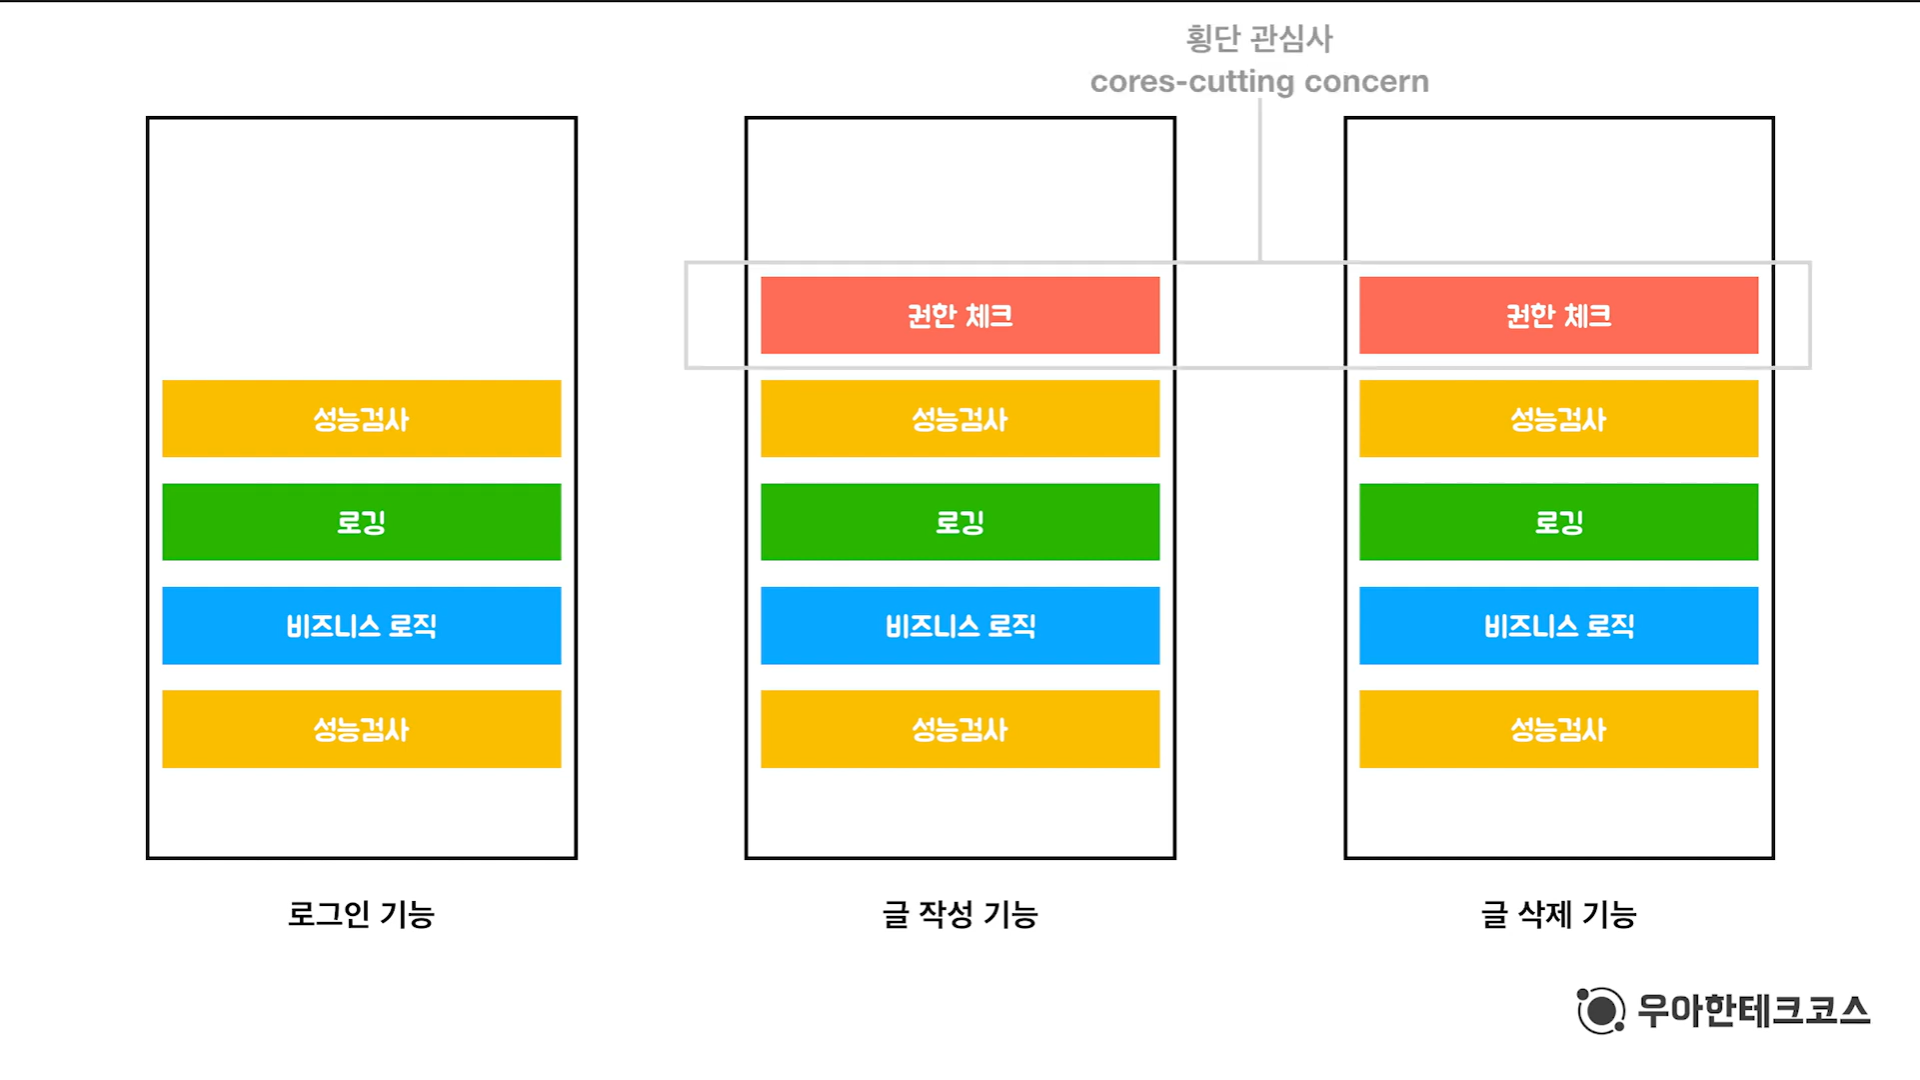 횡단 관심사
cores-cutting concern
성능검사
로깅
비즈니스 로직
성능검사
로그인 기능
권한 체크
성능검사
로깅
비즈니스 로직
성능검사
글 작성 기능
권한 체크
성능검사
로깅
비즈니스 로직
성능검사
글 삭제 기능
우아한테크코스